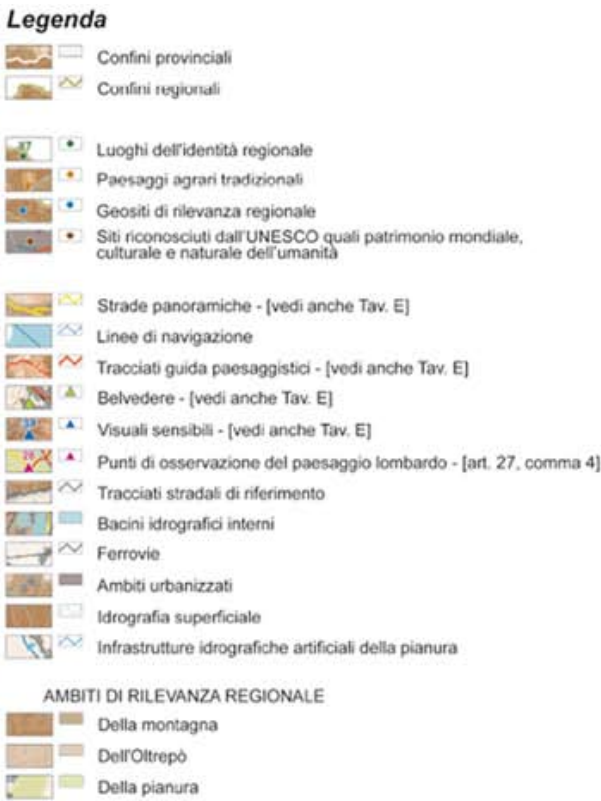 Legenda
Confini provinciali
Confini regionali
37
Luoghi dell'identità regionale
Paesaggi agrari tradizionali
Geositi di rilevanza regionale
Siti riconosciuti dall'UNESCO quali patrimonio mondiale,
culturale e naturale dell'umanità
Strade panoramiche - [vedi anche Tav. E]
Linee di navigazione
Tracciati guida paesaggistici - [vedi anche Tav. E]
Belvedere - [vedi anche Tav. E]
Visuali sensibili - [vedi anche Tav. E]
Punti di osservazione del paesaggio lombardo - [art. 27, comma 4]
Tracciati stradali di riferimento
Bacini idrografici interni
Ferrovie
Ambiti urbanizzati
Idrografia superficiale
Infrastrutture idrografiche artificiali della pianura
AMBITI DI RILEVANZA REGIONALE
Della montagna
Dell'Oltrepò
Della pianura